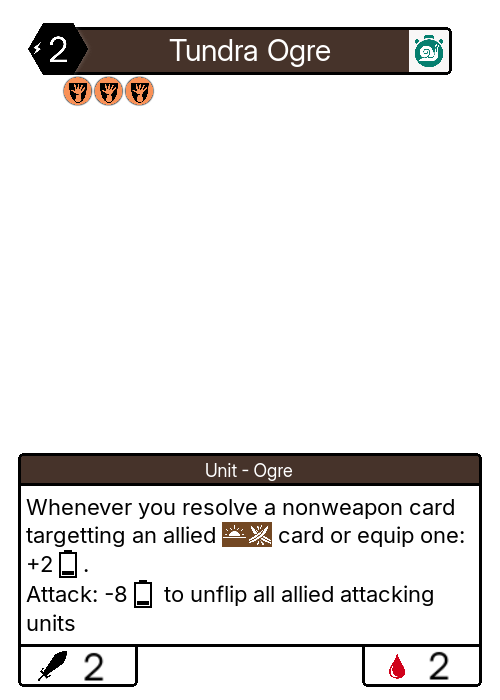 2
Tundra Ogre
Unit - Ogre
Whenever you resolve a nonweapon card
targetting an allied card or equip one:
+2 .
Attack: -8 to unflip all allied attacking
units
2
2